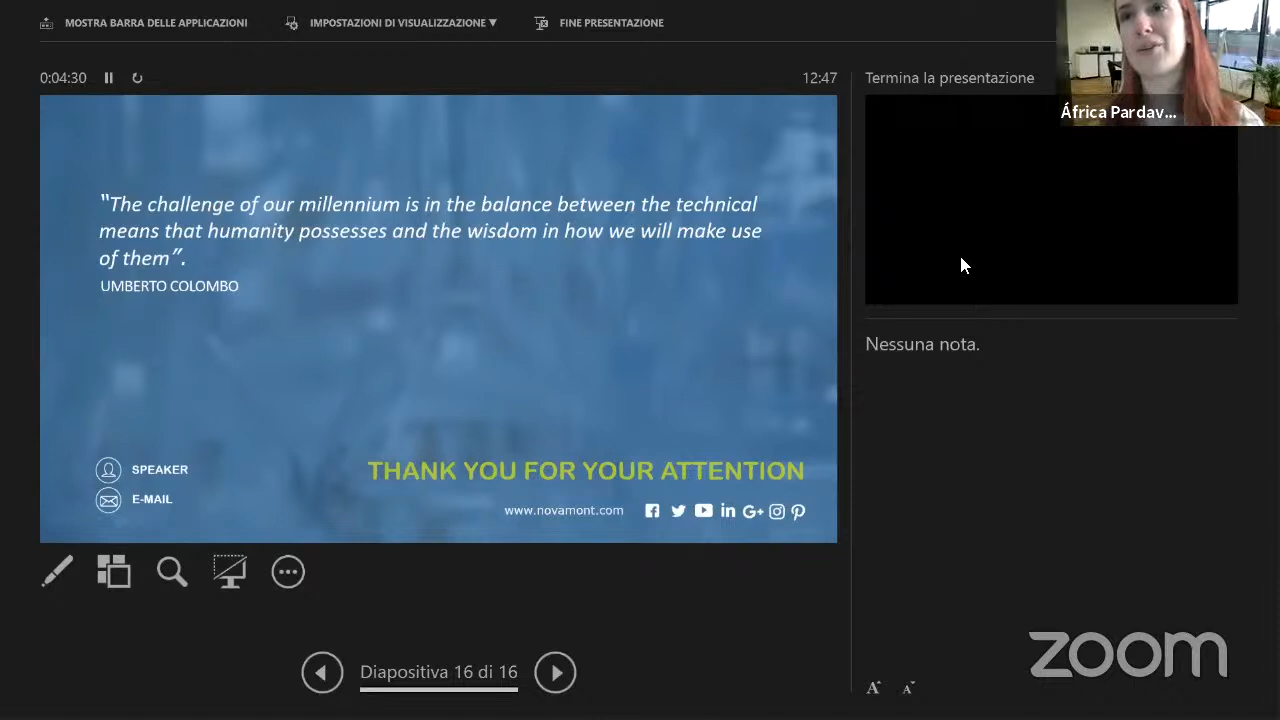 MOSTRA BARRA DELLE APPLICAZIONI
IMPOSTAZIONI DI VISUALIZZAZIONE ▼
FINE PRESENTAZIONE
0:04:30
12:47
Termina la presentazione
África Pardav...
“The challenge of our millennium is in the balance between the technical
means that humanity possesses and the wisdom in how we will make use
of them”.
UMBERTO COLOMBO
Nessuna nota.
SPEAKER
E-MAIL
THANK YOU FOR YOUR ATTENTION
www.novamont.com
Diapositiva 16 di 16
A A
zoom